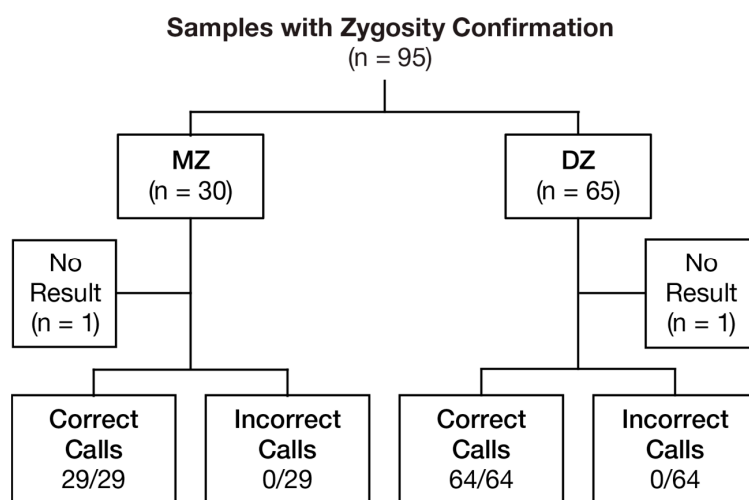 Samples with Zygosity Confirmation
(n = 95)
MZ
(n = 30)
DZ
(n = 65)
No
Result
(n = 1)
No
Result
(n = 1)
Correct
Calls
29/29
Incorrect
Calls
0/29
Correct
Calls
64/64
Incorrect
Calls
0/64